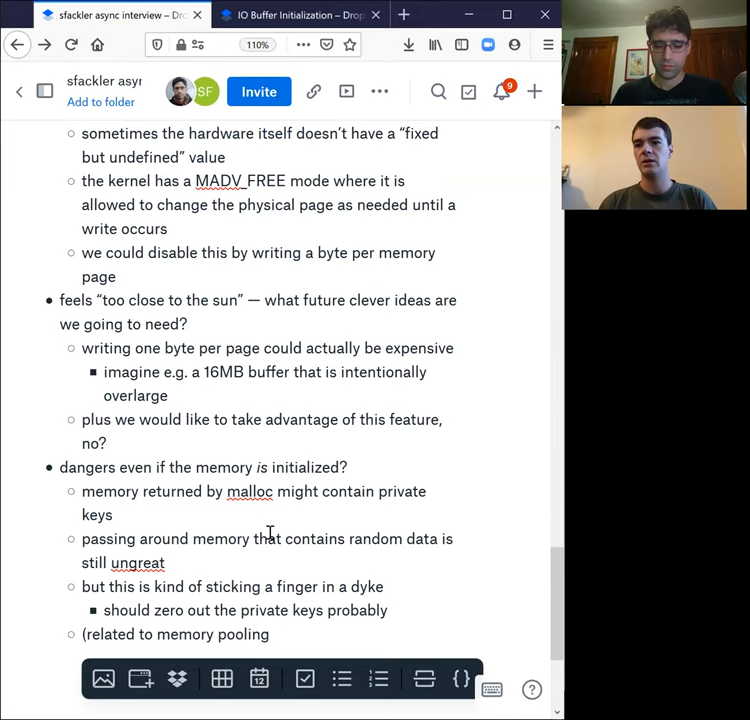 sfackler async interview – Dro
IO Buffer Initialization – Drop
110%
sfackler asyr
Add to folder
SF
Invite
9
sometimes the hardware itself doesn't have a "fixed
but undefined" value
the kernel has a MADV_FREE mode where it is
allowed to change the physical page as needed until a
write occurs
we could disable this by writing a byte per memory
page
feels "too close to the sun" — what future clever ideas are
we going to need?
writing one byte per page could actually be expensive
imagine e.g. a 16MB buffer that is intentionally
overlarge
plus we would like to take advantage of this feature,
no?
dangers even if the memory is initialized?
memory returned by malloc might contain private
keys
passing around memory that contains random data is
still ungreat
but this is kind of sticking a finger in a dyke
should zero out the private keys probably
(related to memory pooling
12